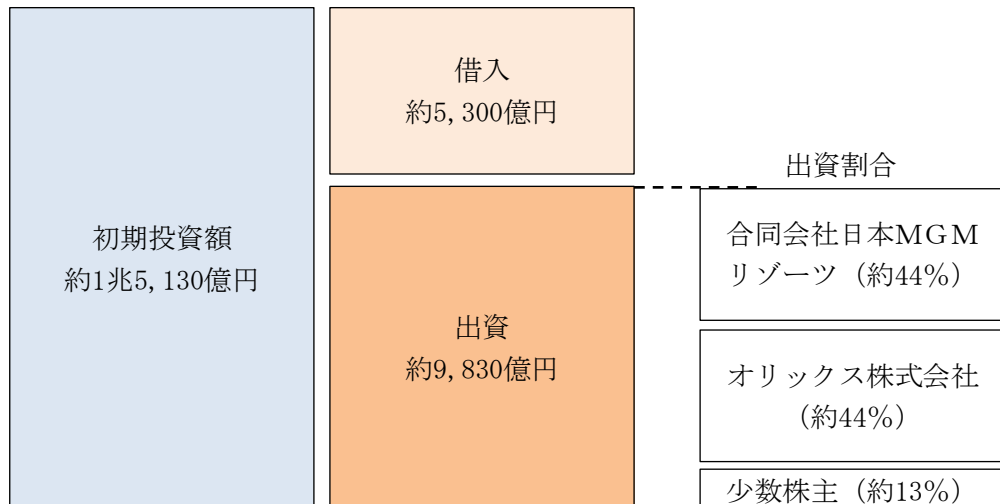 初期投資額
約1兆5,130億円
借入
約5,300億円
出資
約9,830億円
出資割合
合同会社日本MGM
リゾーツ（約44％）
オリックス株式会社
（約44％）
少数株主（約13％）